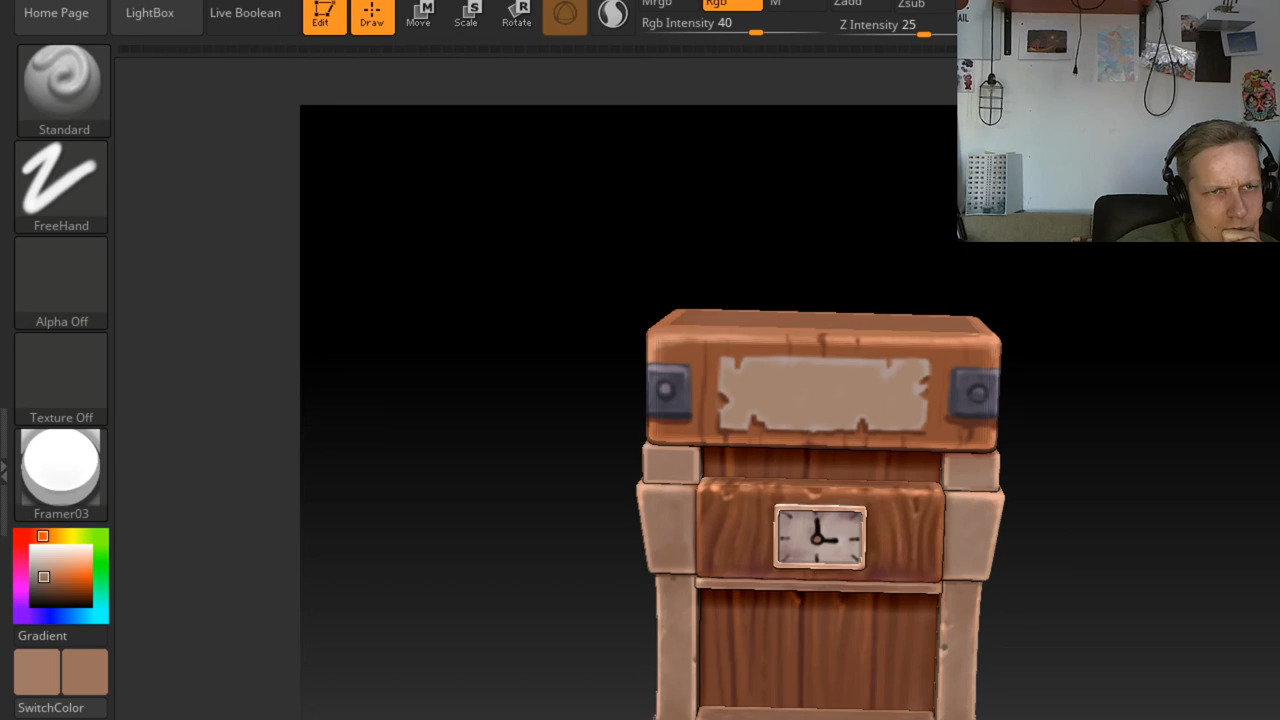 Home Page
LightBox
Live Boolean
Edit
Draw
Move
Scale
Rotate
Mrgb
Rgb
M
Zadd
Zsub
Rgb Intensity 40
Z Intensity 25
Standard
FreeHand
Alpha Off
Texture Off
Framer03
Gradient
SwitchColor